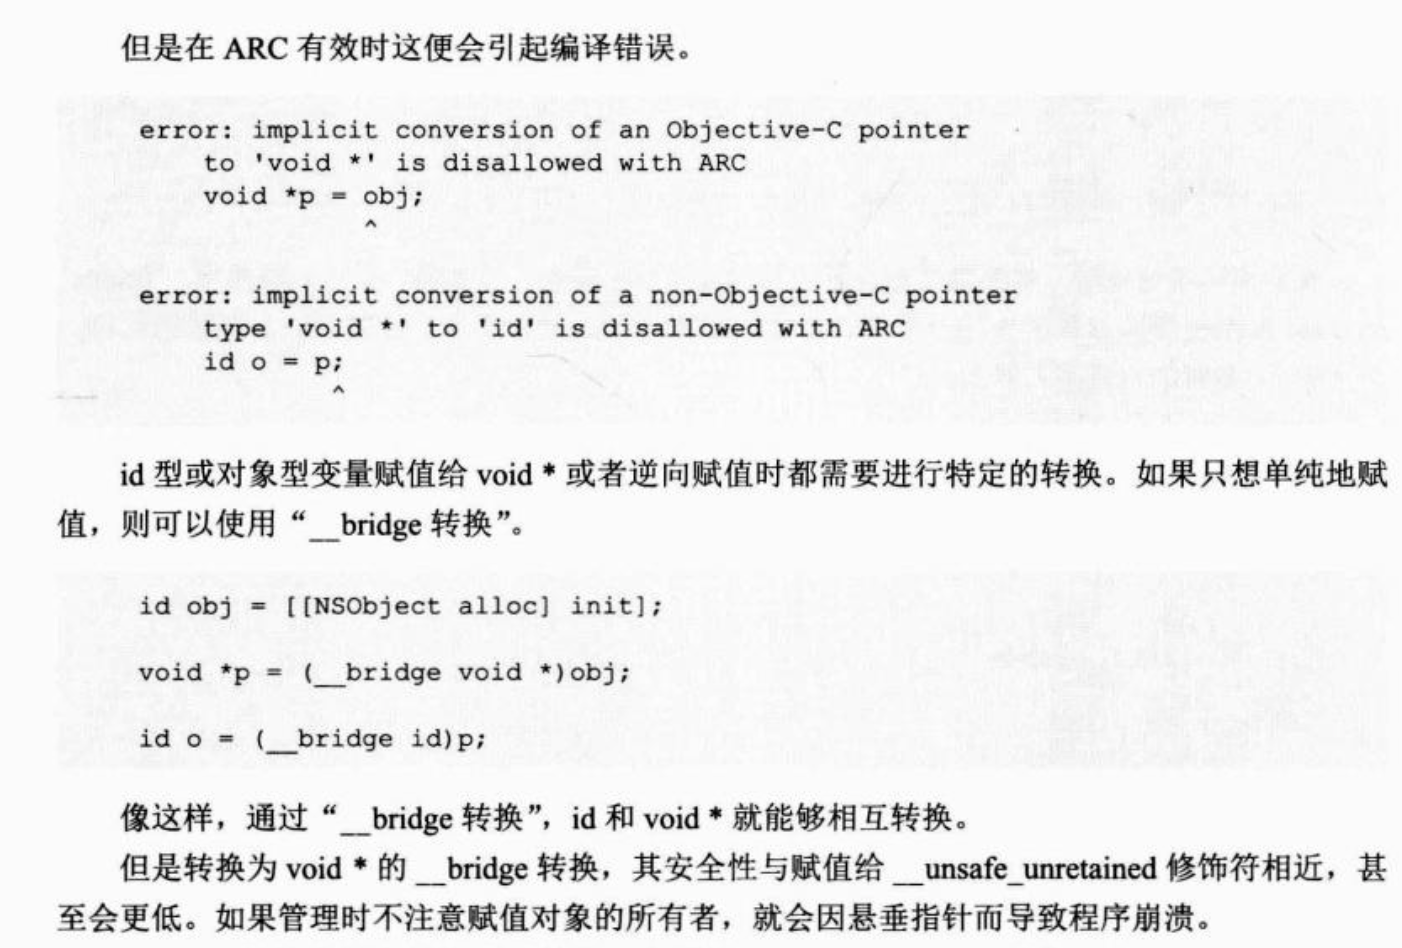 但是在 ARC 有效时这便会引起编译错误。
error: implicit conversion of an Objective-C pointer
to 'void *' is disallowed with ARC
void *p = obj;
^
error: implicit conversion of a non-Objective-C pointer
type 'void *' to 'id' is disallowed with ARC
id o = p;
^
id 型或对象型变量赋值给 void * 或者逆向赋值时都需要进行特定的转换。如果只想单纯地赋
值，则可以使用“__bridge 转换”。
id obj = [[NSObject alloc] init];
void *p = (__bridge void *)obj;
id o = (__bridge id)p;
像这样，通过“__bridge 转换”，id 和 void * 就能够相互转换。
但是转换为 void * 的 __bridge 转换，其安全性与赋值给 __unsafe_unretained 修饰符相近，甚
至会更低。如果管理时不注意赋值对象的所有者，就会因悬垂指针而导致程序崩溃。